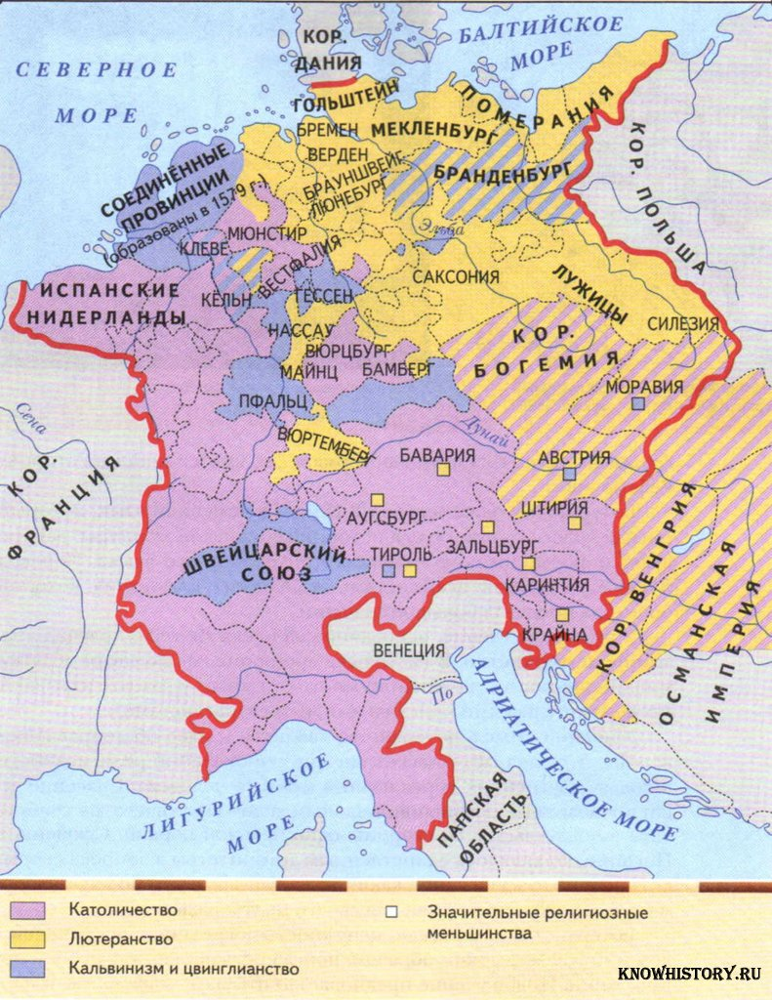 КОР.
ДАНИЯ
БАЛТИЙСКОЕ
МОРЕ
СЕВЕРНОЕ
МОРЕ
ГОЛЬШТЕЙН
ПОМЕРАНИЯ
БРЕМЕН
МЕКЛЕНБУРГ
ВЕРДЕН
БРАУНШВЕЙГ
ЛЮНЕБУРГ
БРАНДЕНБУРГ
КОР. ПОЛЬША
СОЕДИНЁННЫЕ
ПРОВИНЦИИ
(образованы в 1579 г.)
Эльба
МЮНСТИР
КЛЕВЕ
ВЕСТФАЛИЯ
САКСОНИЯ
ЛУЖИЦЫ
СИЛЕЗИЯ
ИСПАНСКИЕ
НИДЕРЛАНДЫ
КЁЛЬН
ГЕССЕН
НАССАУ
ВЮРЦБУРГ
МАЙНЦ
БАМБЕРГ
КОР.
БОГЕМИЯ
МОРАВИЯ
ПФАЛЬЦ
Сена
Дунай
ВЮРТЕМБЕРГ
БАВАРИЯ
АВСТРИЯ
КОР.
ФРАНЦИЯ
АУГСБУРГ
ШТИРИЯ
ШВЕЙЦАРСКИЙ
СОЮЗ
ТИРОЛЬ
ЗАЛЬЦБУРГ
КАРИНТИЯ
КРАЙНА
КОР. ВЕНГРИЯ
ОСМАНСКАЯ
ИМПЕРИЯ
ВЕНЕЦИЯ
По
АДРИАТИЧЕСКОЕ МОРЕ
ЛИГУРИЙСКОЕ
МОРЕ
ПАПСКАЯ
ОБЛАСТЬ
Католичество
Лютеранство
Кальвинизм и цвинглианство
Значительные религиозные
меньшинства
KNOWHISTORY.RU